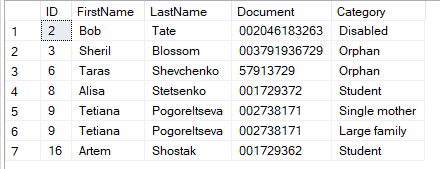 ID FirstName LastName Document Category
1 2 Bob Tate 002046183263 Disabled
2 3 Sheril Blossom 003791936729 Orphan
3 6 Taras Shevchenko 57913729 Orphan
4 8 Alisa Stetsenko 001729372 Student
5 9 Tetiana Pogoreltseva 002738171 Single mother
6 9 Tetiana Pogoreltseva 002738171 Large family
7 16 Artem Shostak 001729362 Student